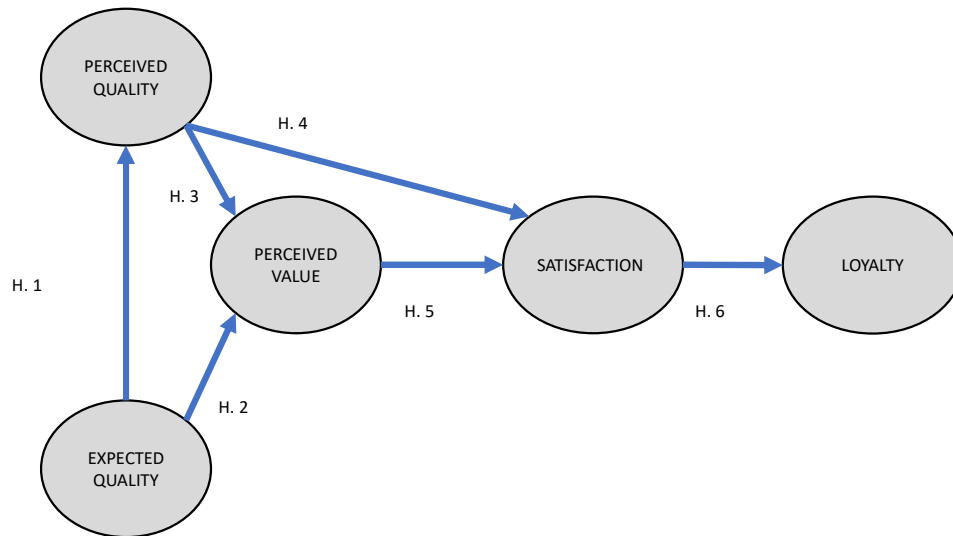 PERCEIVED
QUALITY
H. 4
H. 3
PERCEIVED
VALUE
SATISFACTION
LOYALTY
H. 1
H. 5
H. 6
H. 2
EXPECTED
QUALITY